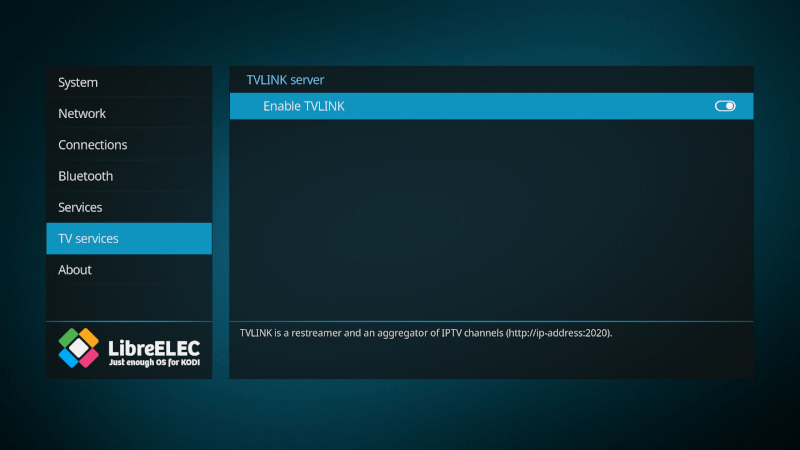 System
Network
Connections
Bluetooth
Services
TV services
About
LibreELEC
Just enough OS for KODI
TVLINK server
Enable TVLINK
TVLINK is a restreamer and an aggregator of IPTV channels (http://ip-address:2020).